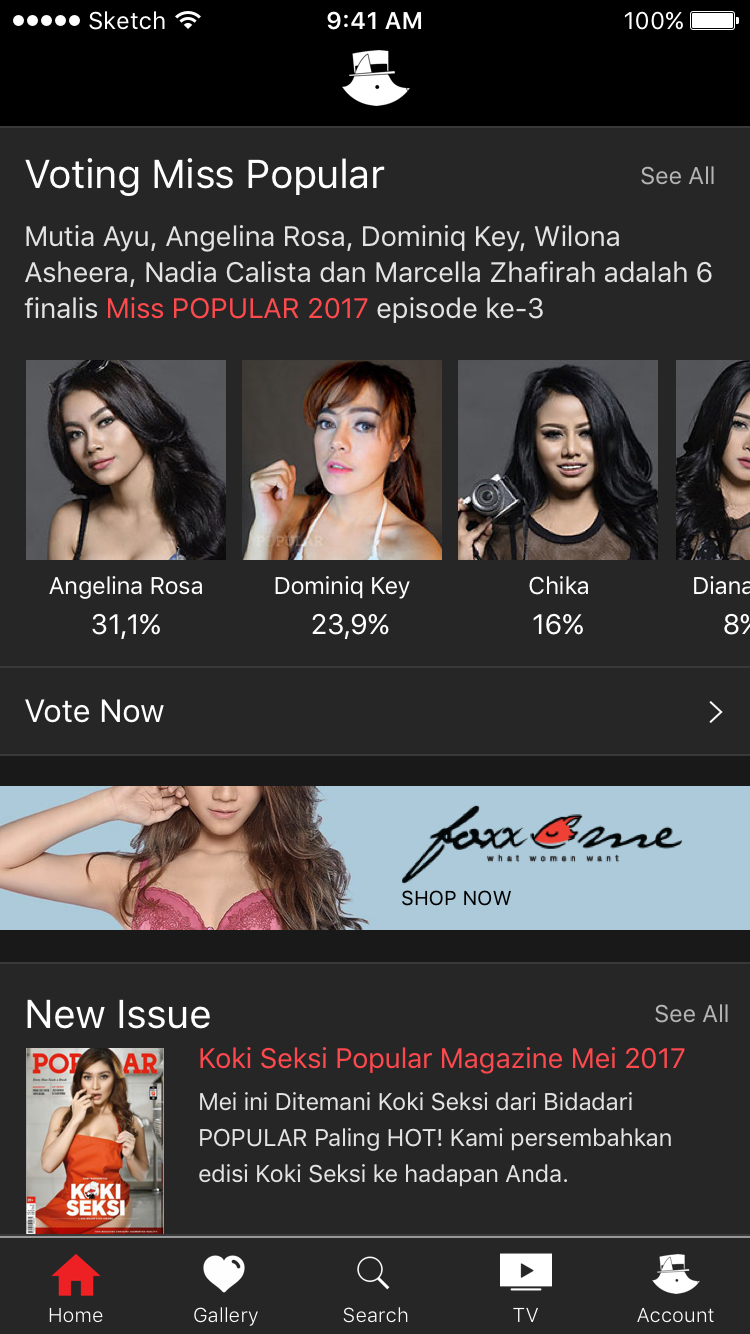 Sketch 9:41 AM 100%
Voting Miss Popular See All
Mutia Ayu, Angelina Rosa, Dominiq Key, Wilona
Asheera, Nadia Calista dan Marcella Zhafirah adalah 6
finalis Miss POPULAR 2017 episode ke-3
POPULAR
Angelina Rosa Dominiq Key Chika Diana
31,1% 23,9% 16% 8%
Vote Now
foxx me
what women want
SHOP NOW
New Issue See All
POPULAR
KOKI
SEKSI
Koki Seksi Popular Magazine Mei 2017
Mei ini Ditemani Koki Seksi dari Bidadari
POPULAR Paling HOT! Kami persembahkan
edisi Koki Seksi ke hadapan Anda.
Home Gallery Search TV Account